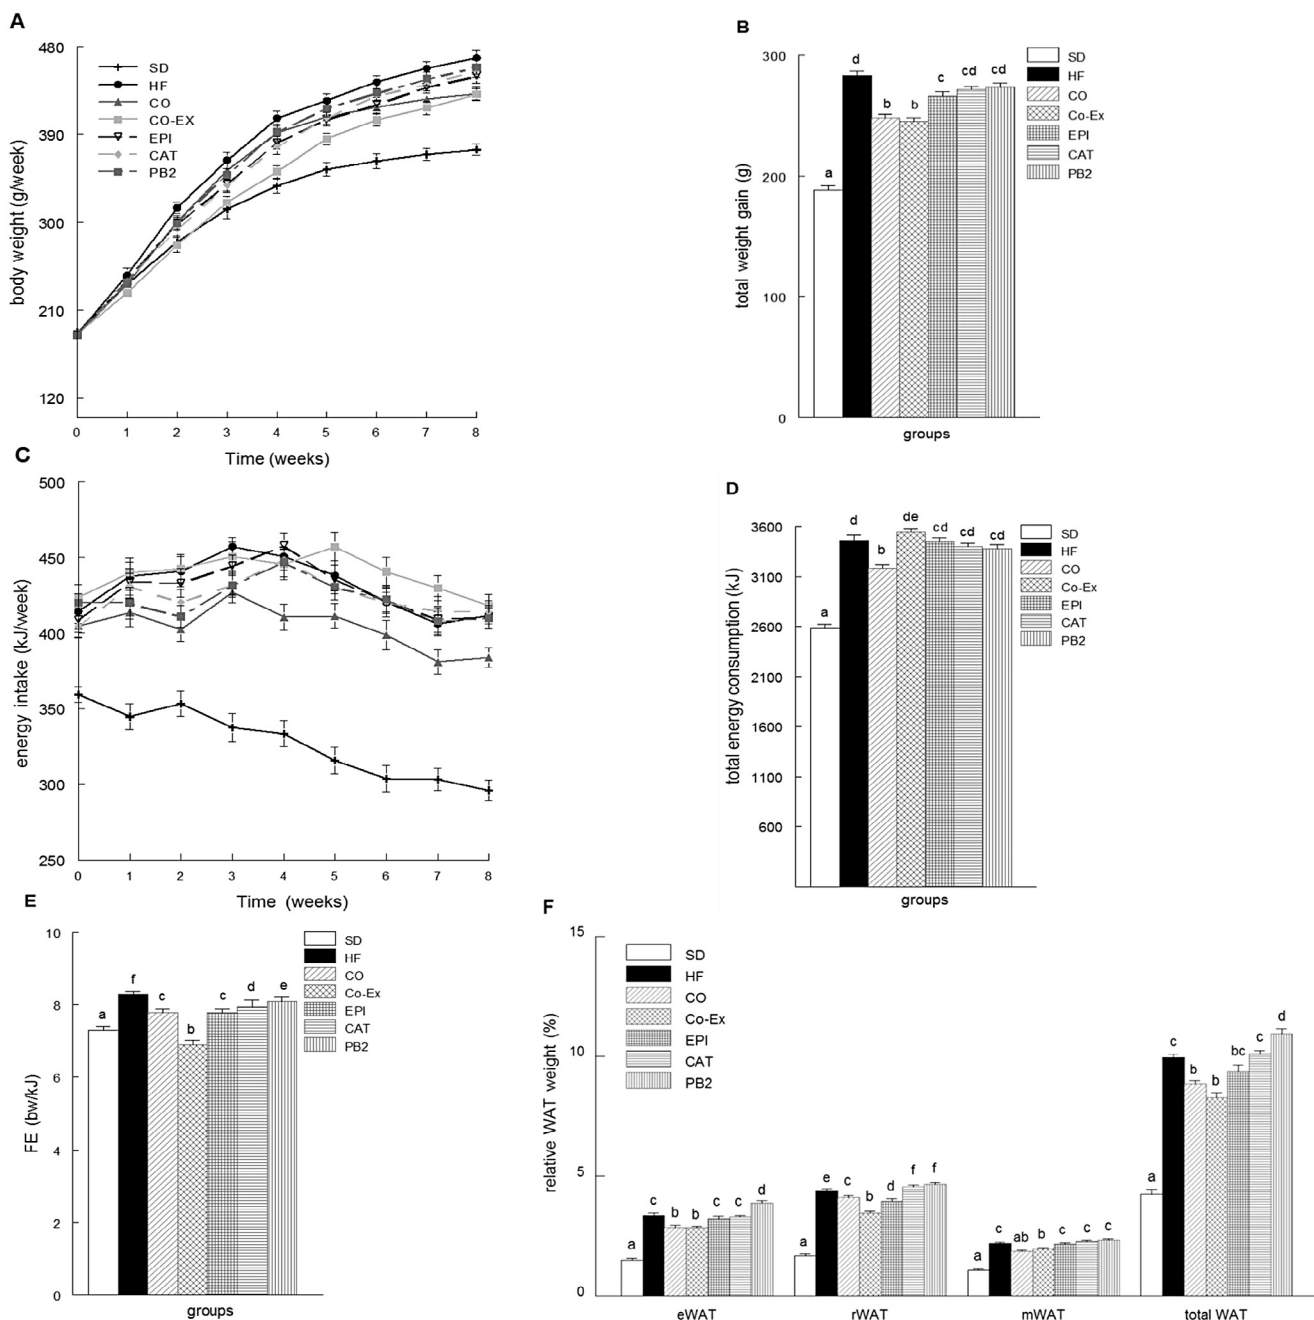 A
480
390
300
210
120
body weight (g/week)
SD
HF
CO
CO-EX
EPI
CAT
PB2
0 1 2 3 4 5 6 7 8
Time (weeks)
B
300
200
100
0
total weight gain (g)
a d b b c cd cd
groups
SD
HF
CO
Co-Ex
EPI
CAT
PB2
C
500
450
400
350
300
250
energy intake (kJ/week)
0 1 2 3 4 5 6 7 8
Time (weeks)
D
3600
3100
2600
2100
1600
1100
600
total energy consumption (kJ)
a d b de cd cd cd
groups
SD
HF
CO
Co-Ex
EPI
CAT
PB2
E
10
8
6
4
2
0
FE (bw/kJ)
a f c b c d e
groups
SD
HF
CO
Co-Ex
EPI
CAT
PB2
F
15
10
5
0
relative WAT weight (%)
SD
HF
CO
Co-Ex
EPI
CAT
PB2
a c b b c c d
a e c b d f f
a c ab b c c c
a c b b bc c d
eWAT rWAT mWAT total WAT